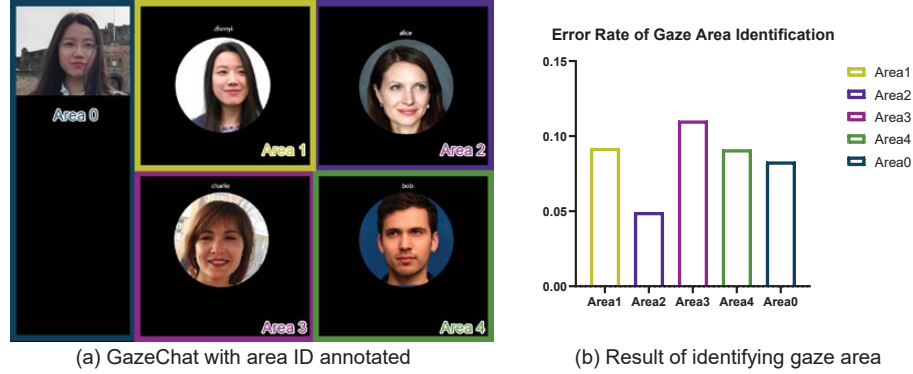 zhenyi
alice
Area 0
Area 1
Area 2
charlie
bob
Area 3
Area 4
(a) GazeChat with area ID annotated
Error Rate of Gaze Area Identification
0.15
0.10
0.05
0.00
Area1 Area2 Area3 Area4 Area0
Area1
Area2
Area3
Area4
Area0
(b) Result of identifying gaze area